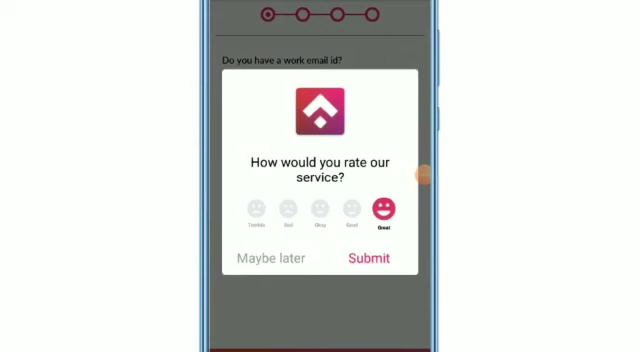 Do you have a work email id?
How would you rate our
service?
Terrible Bad Okay Good Great
Maybe later Submit